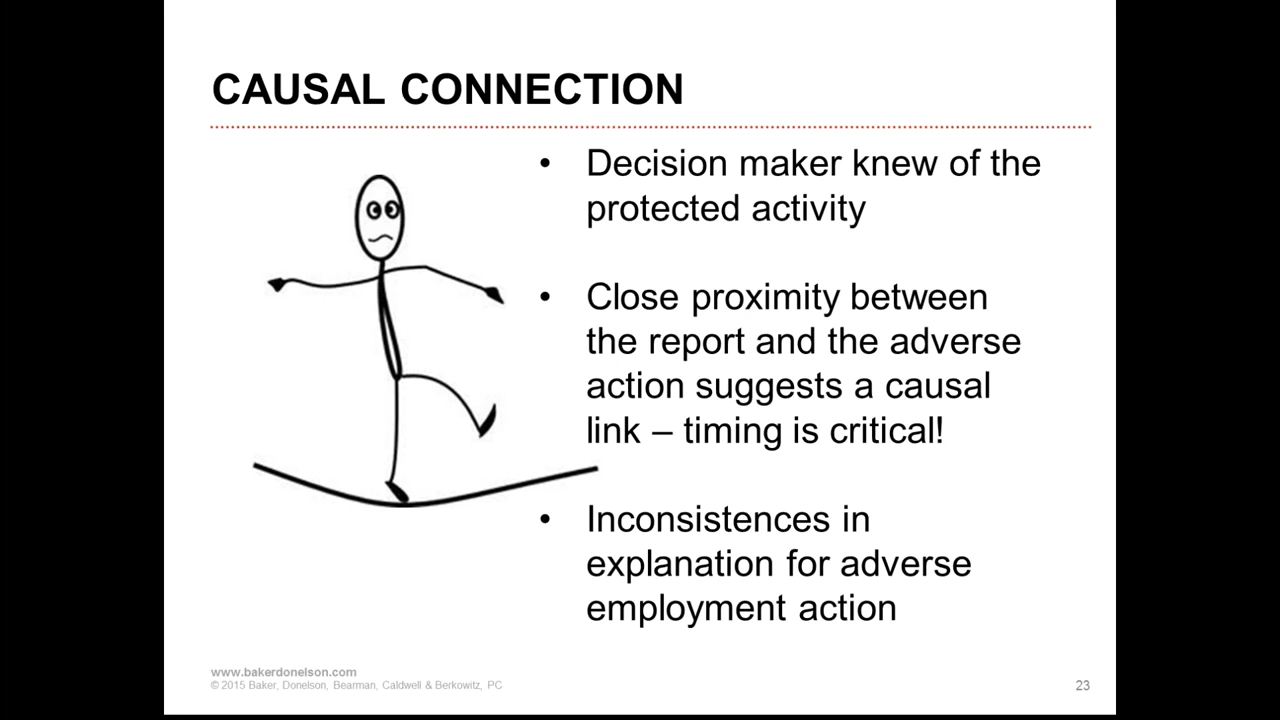 CAUSAL CONNECTION
• Decision maker knew of the
protected activity
• Close proximity between
the report and the adverse
action suggests a causal
link – timing is critical!
• Inconsistences in
explanation for adverse
employment action
www.bakerdonelson.com
© 2015 Baker, Donelson, Bearman, Caldwell & Berkowitz, PC
23